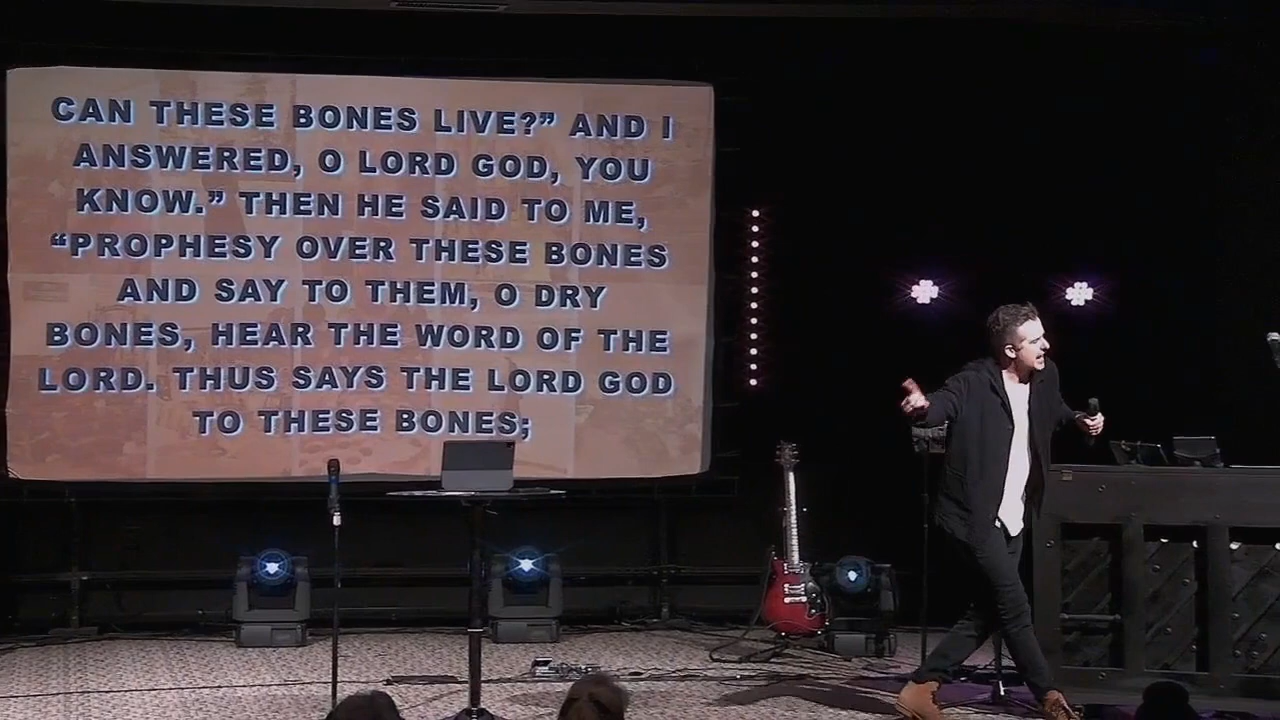 CAN THESE BONES LIVE?” AND I
ANSWERED, O LORD GOD, YOU
KNOW.” THEN HE SAID TO ME,
“PROPHESY OVER THESE BONES
AND SAY TO THEM, O DRY
BONES, HEAR THE WORD OF THE
LORD. THUS SAYS THE LORD GOD
TO THESE BONES;